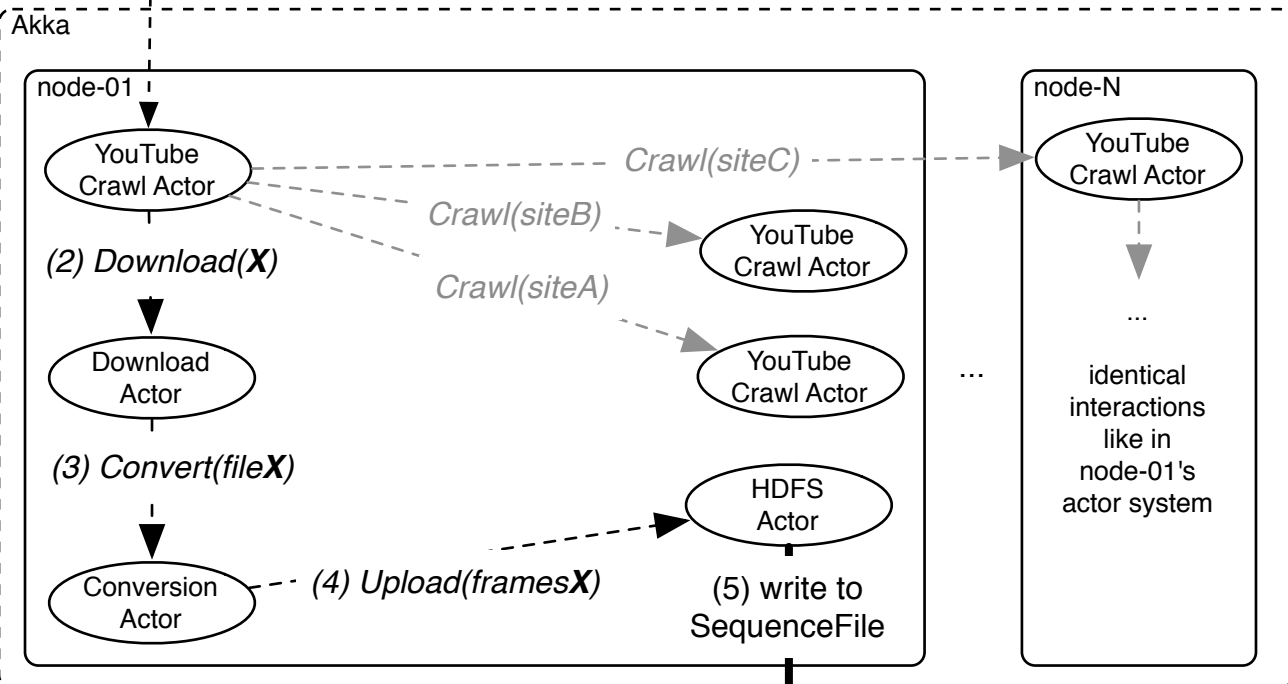 Akka
node-01
YouTube
Crawl Actor
Crawl(siteC)
Crawl(siteB)
Crawl(siteA)
(2) Download(X)
YouTube
Crawl Actor
Download
Actor
YouTube
Crawl Actor
(3) Convert(fileX)
HDFS
Actor
Conversion
Actor
(4) Upload(framesX)
(5) write to
SequenceFile
...
node-N
YouTube
Crawl Actor
...
identical
interactions
like in
node-01's
actor system